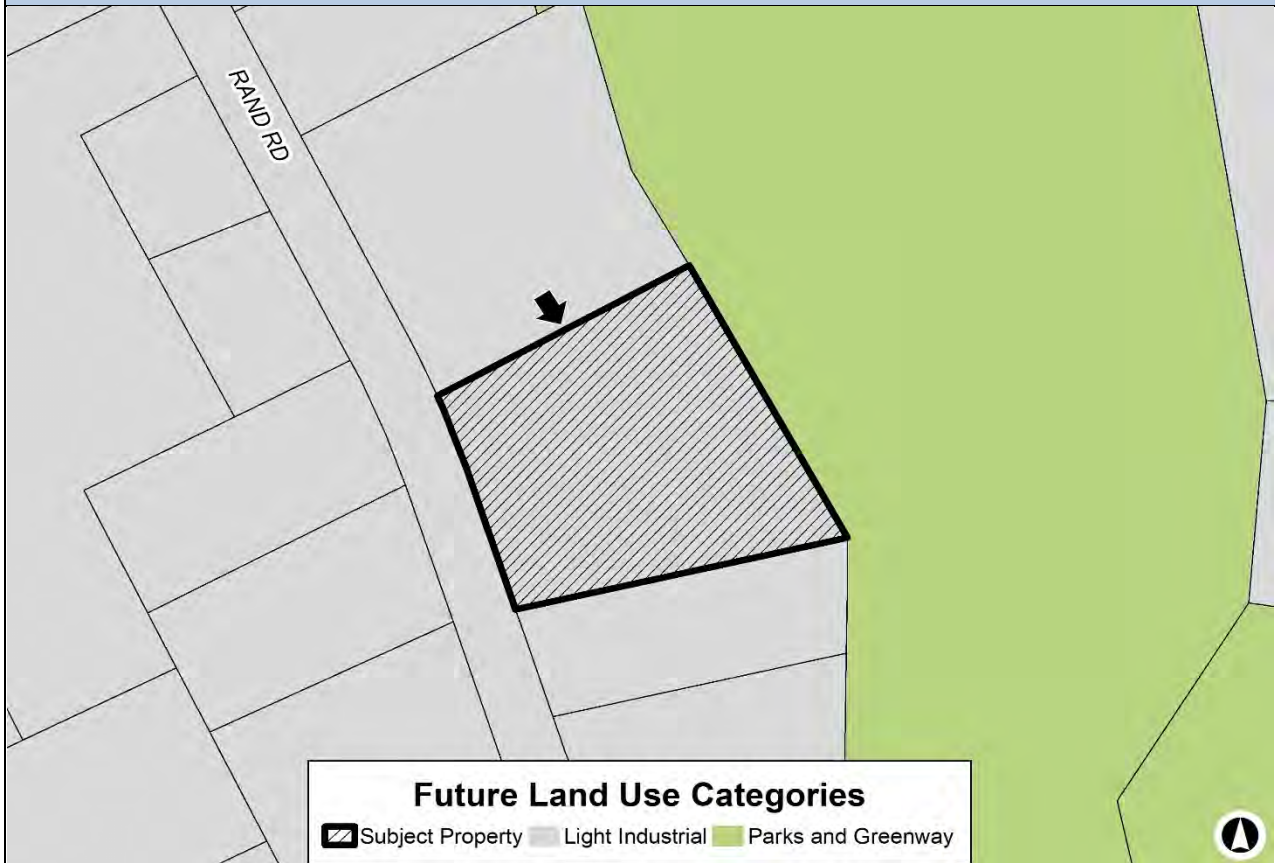 RAND RD
Future Land Use Categories
Subject Property Light Industrial Parks and Greenway